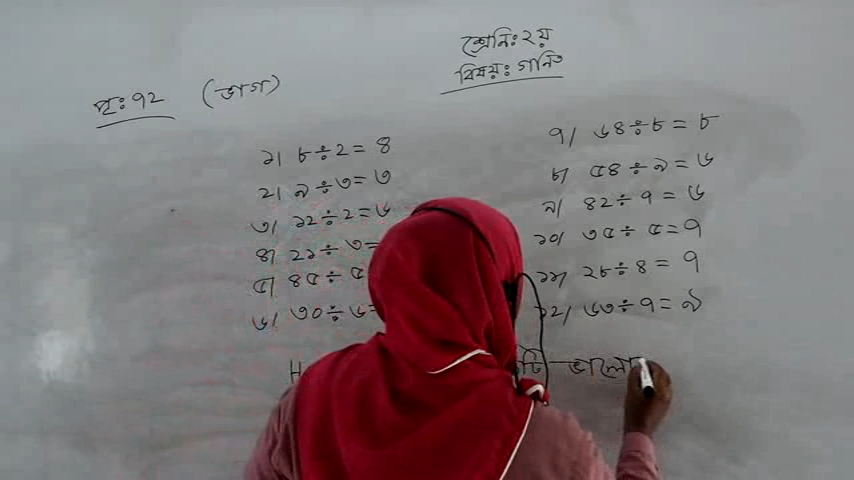 শ্রেনি: ২য়
বিষয়: গনিত
পৃ: ৭২ (ভাগ)
১। ৮ ÷ 2 = ৪
২। ৯ ÷ ৩ = ৩
৩। ১২ ÷ ২ = ৬
৪। ২১ ÷ ৩ =
৫। ৪৫ ÷ ৫
৬। ৩০ ÷ ৬ =
৭। ৬৪ ÷ ৮ = ৮
৮। ৫৪ ÷ ৯ = ৬
৯। ৪২ ÷ ৭ = ৬
১০। ৩৫ ÷ ৫ = ৭
১১। ২৮ ÷ ৪ = ৭
১২। ৬৩ ÷ ৭ = ৯
H ভালো